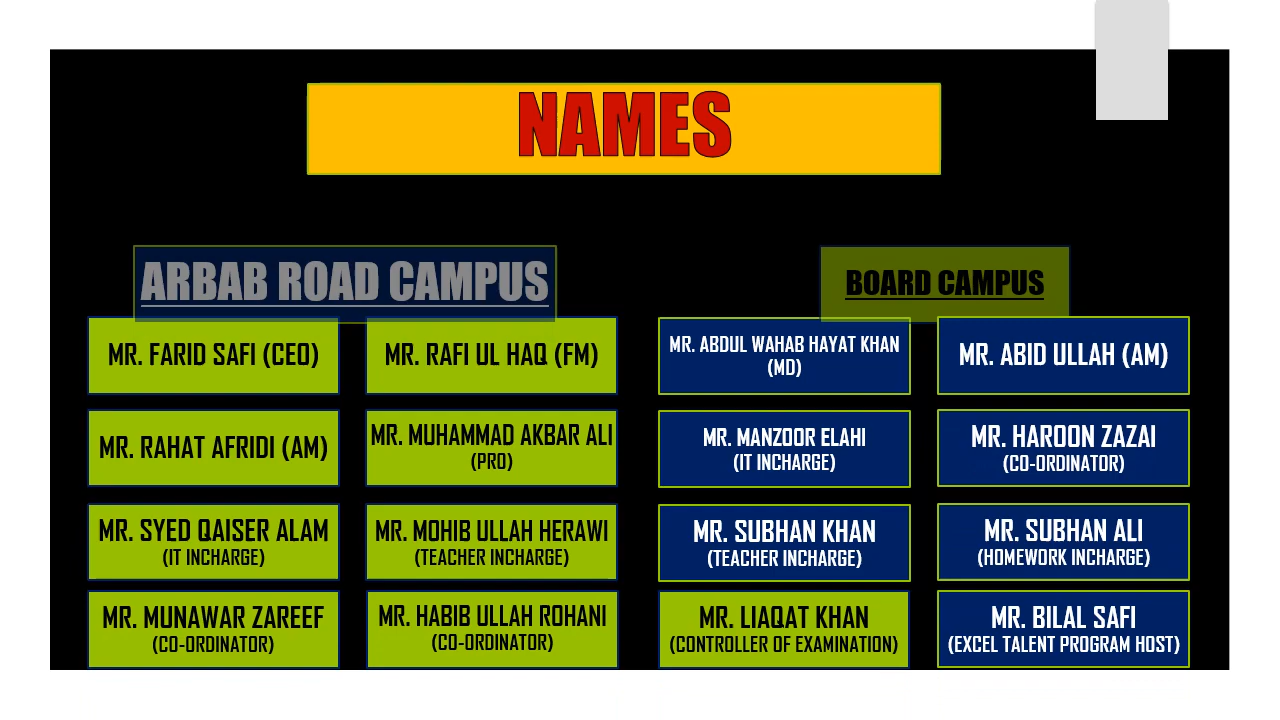 NAMES
ARBAB ROAD CAMPUS
BOARD CAMPUS
MR. FARID SAFI (CEO)
MR. RAFI UL HAQ (FM)
MR. ABDUL WAHAB HAYAT KHAN
(MD)
MR. ABID ULLAH (AM)
MR. RAHAT AFRIDI (AM)
MR. MUHAMMAD AKBAR ALI
(PRO)
MR. MANZOOR ELAHI
(IT INCHARGE)
MR. HAROON ZAZAI
(CO-ORDINATOR)
MR. SYED QAISER ALAM
(IT INCHARGE)
MR. MOHIB ULLAH HERAWI
(TEACHER INCHARGE)
MR. SUBHAN KHAN
(TEACHER INCHARGE)
MR. SUBHAN ALI
(HOMEWORK INCHARGE)
MR. MUNAWAR ZAREEF
(CO-ORDINATOR)
MR. HABIB ULLAH ROHANI
(CO-ORDINATOR)
MR. LIAQAT KHAN
(CONTROLLER OF EXAMINATION)
MR. BILAL SAFI
(EXCEL TALENT PROGRAM HOST)